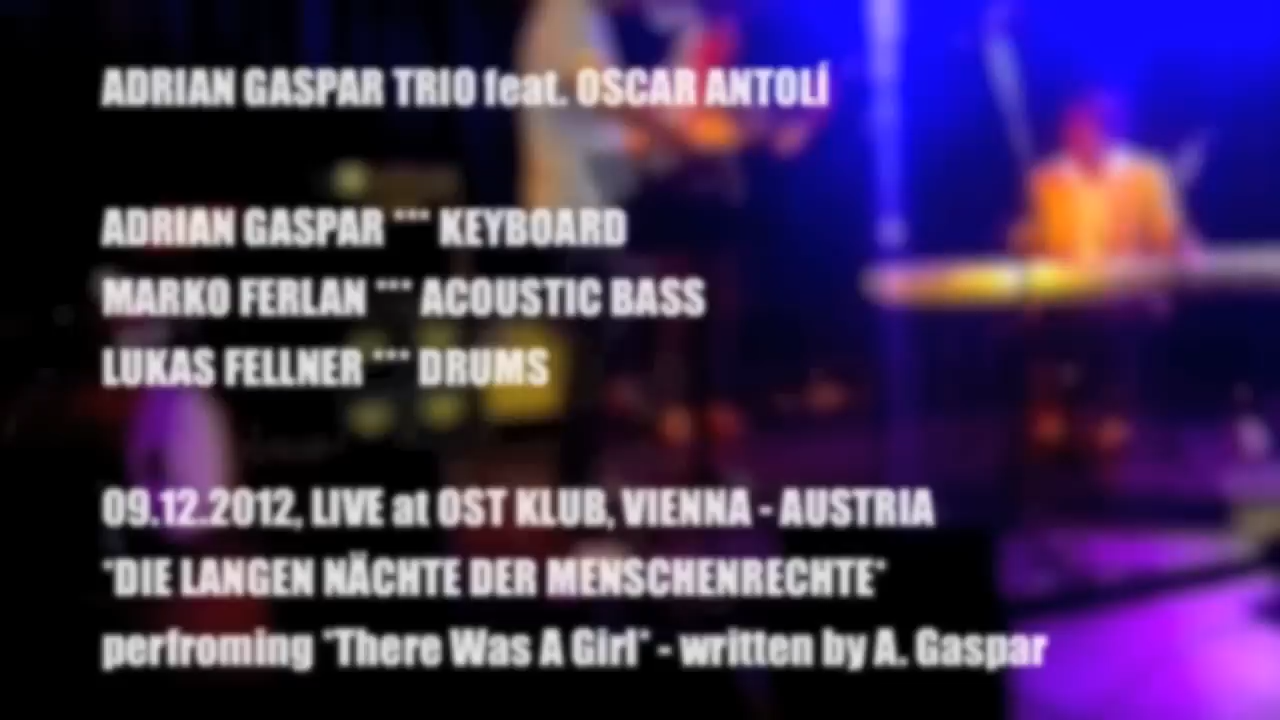 ADRIAN GASPAR TRIO feat. OSCAR ANTOLÍ
ADRIAN GASPAR *** KEYBOARD
MARKO FERLAN *** ACOUSTIC BASS
LUKAS FELLNER *** DRUMS
09.12.2012, LIVE at OST KLUB, VIENNA - AUSTRIA
"DIE LANGEN NÄCHTE DER MENSCHENRECHTE"
perfroming "There Was A Girl" - written by A. Gaspar